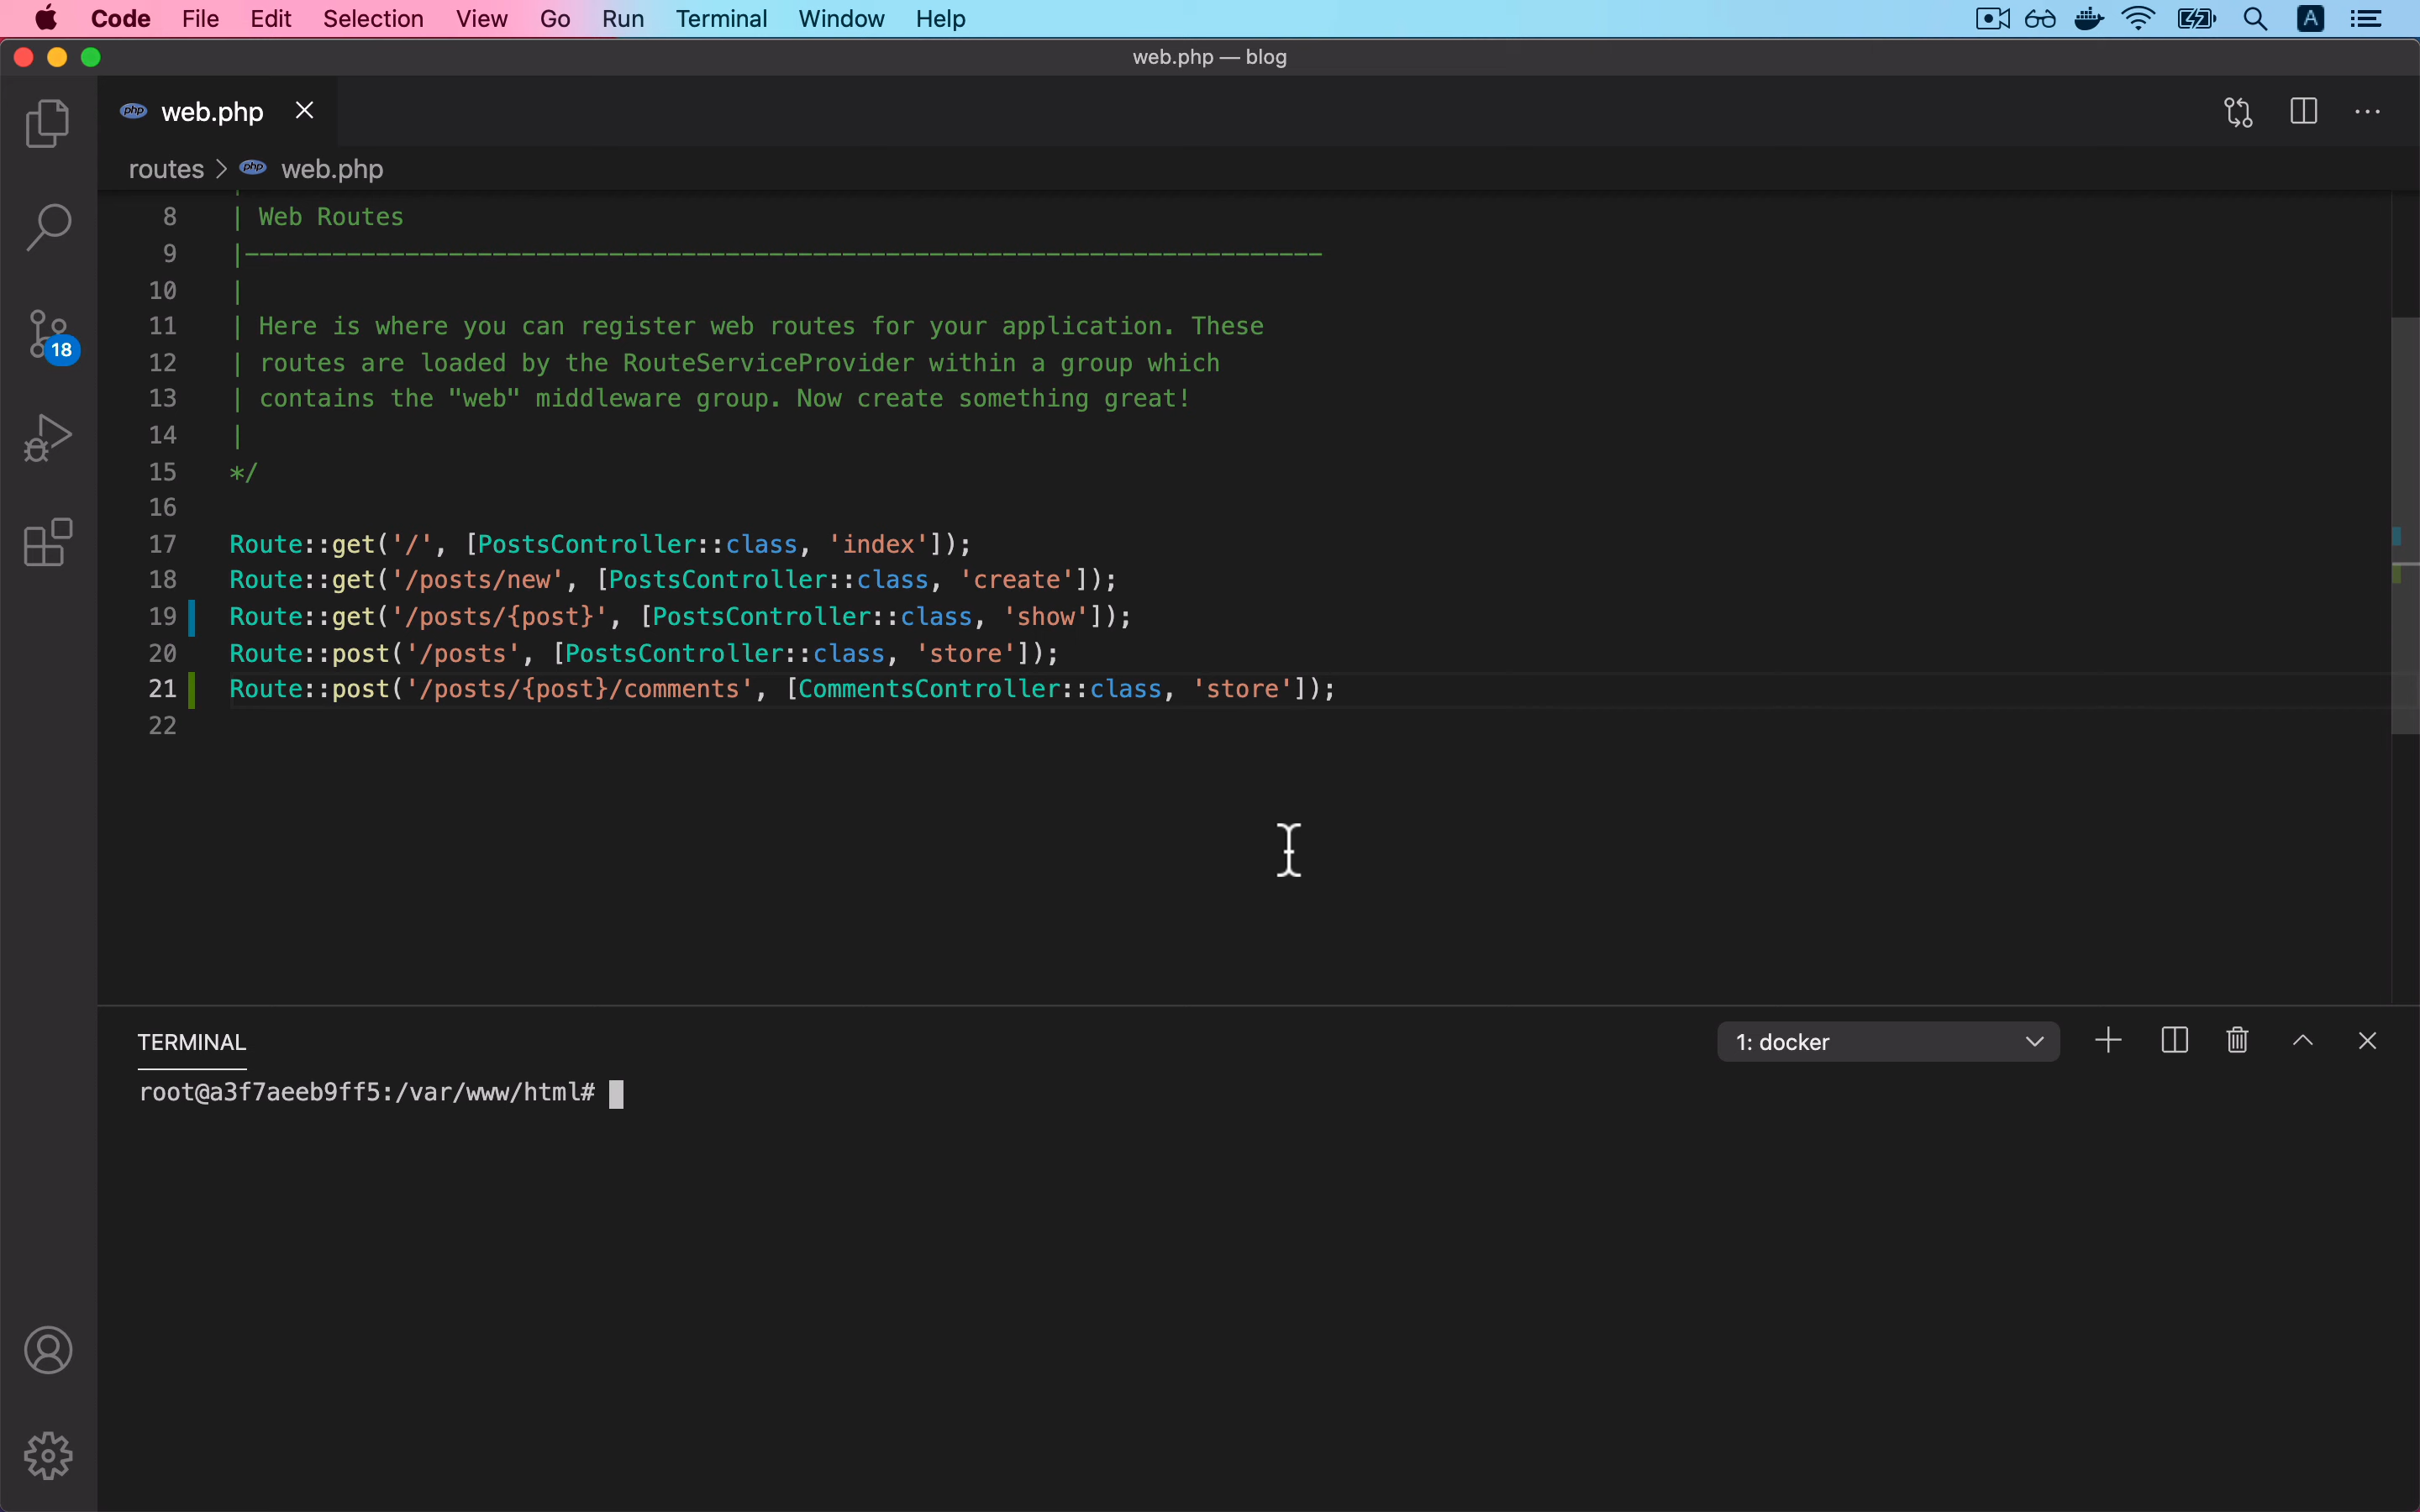 Code File Edit Selection View Go Run Terminal Window Help A
web.php — blog
php web.php
routes > php web.php
8 | Web Routes
9 |--------------------------------------------------------------------------
10 |
11 | Here is where you can register web routes for your application. These
12 | routes are loaded by the RouteServiceProvider within a group which
13 | contains the "web" middleware group. Now create something great!
14 |
15 */
16
17 Route::get('/', [PostsController::class, 'index']);
18 Route::get('/posts/new', [PostsController::class, 'create']);
19 Route::get('/posts/{post}', [PostsController::class, 'show']);
20 Route::post('/posts', [PostsController::class, 'store']);
21 Route::post('/posts/{post}/comments', [CommentsController::class, 'store']);
22
18
TERMINAL 1: docker
root@a3f7aeeb9ff5:/var/www/html#